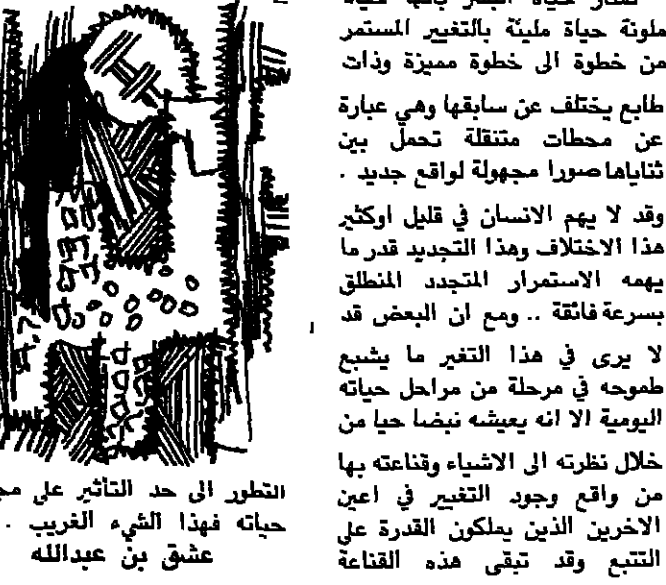 ملونة حياة مليئة بالتغيير المستمر
من خطوة الى خطوة مميزة وذات
طابع يختلف عن سابقها وهي عبارة
عن محطات متنقلة تحمل بين
ثناياها صورا مجهولة لواقع جديد .
وقد لا يهم الانسان في قليل اوكثير
هذا الاختلاف وهذا التجديد قدر ما
يهمه الاستمرار المتجدد المنطلق
بسرعة فائقة .. ومع ان البعض قد
لا يرى في هذا التغير ما يشبع
طموحه في مرحلة من مراحل حياته
اليومية الا انه يعيشه نبضا حيا من
خلال نظرته الى الاشياء وقناعته بها
من واقع وجود التغيير في اعين
الاخرين الذين يملكون القدرة على
التتبع وقد تبقى هذه القناعة
التطور الى حد التأثير على
حياته فهذا الشيء الغريب .
عشق بن عبدالله